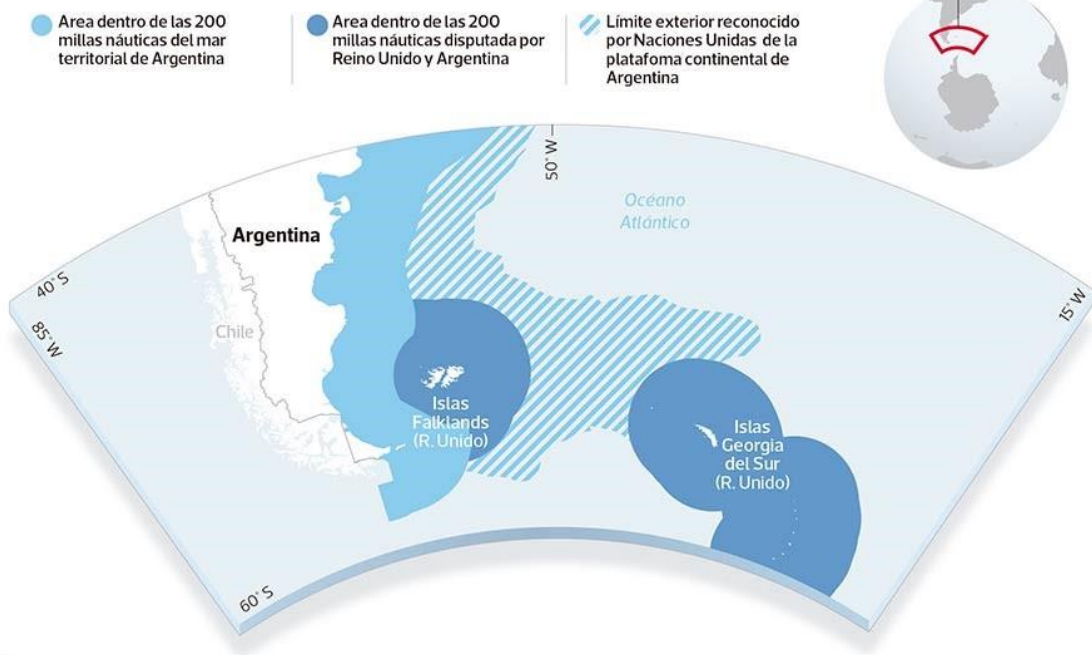 Area dentro de las 200
millas náuticas del mar
territorial de Argentina
Area dentro de las 200
millas náuticas disputada por
Reino Unido y Argentina
Límite exterior reconocido
por Naciones Unidas de la
platafoma continental de
Argentina
50° W
Océano
Atlántico
Argentina
40° S
85° W
Chile
15° W
Islas
Falklands
(R. Unido)
Islas
Georgia
del Sur
(R. Unido)
60° S